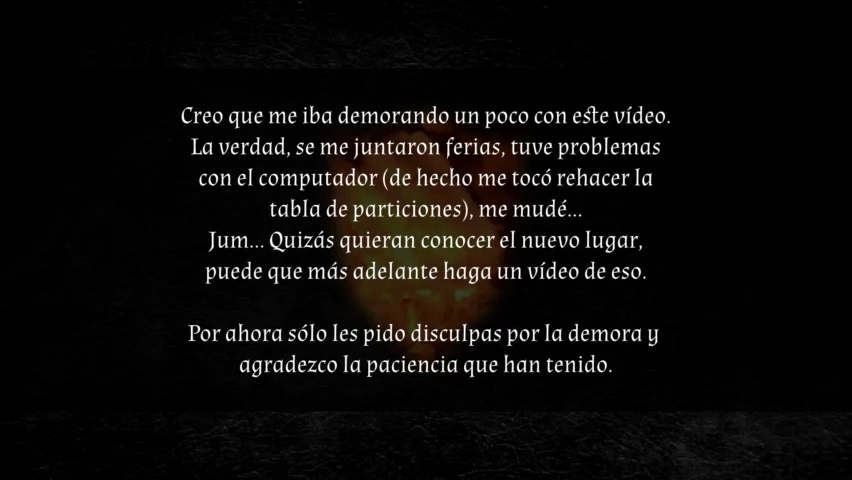 Creo que me iba demorando un poco con este vídeo.
La verdad, se me juntaron ferias, tuve problemas
con el computador (de hecho me tocó rehacer la
tabla de particiones), me mudé...
Jum... Quizás quieran conocer el nuevo lugar,
puede que más adelante haga un vídeo de eso.
Por ahora sólo les pido disculpas por la demora y
agradezco la paciencia que han tenido.